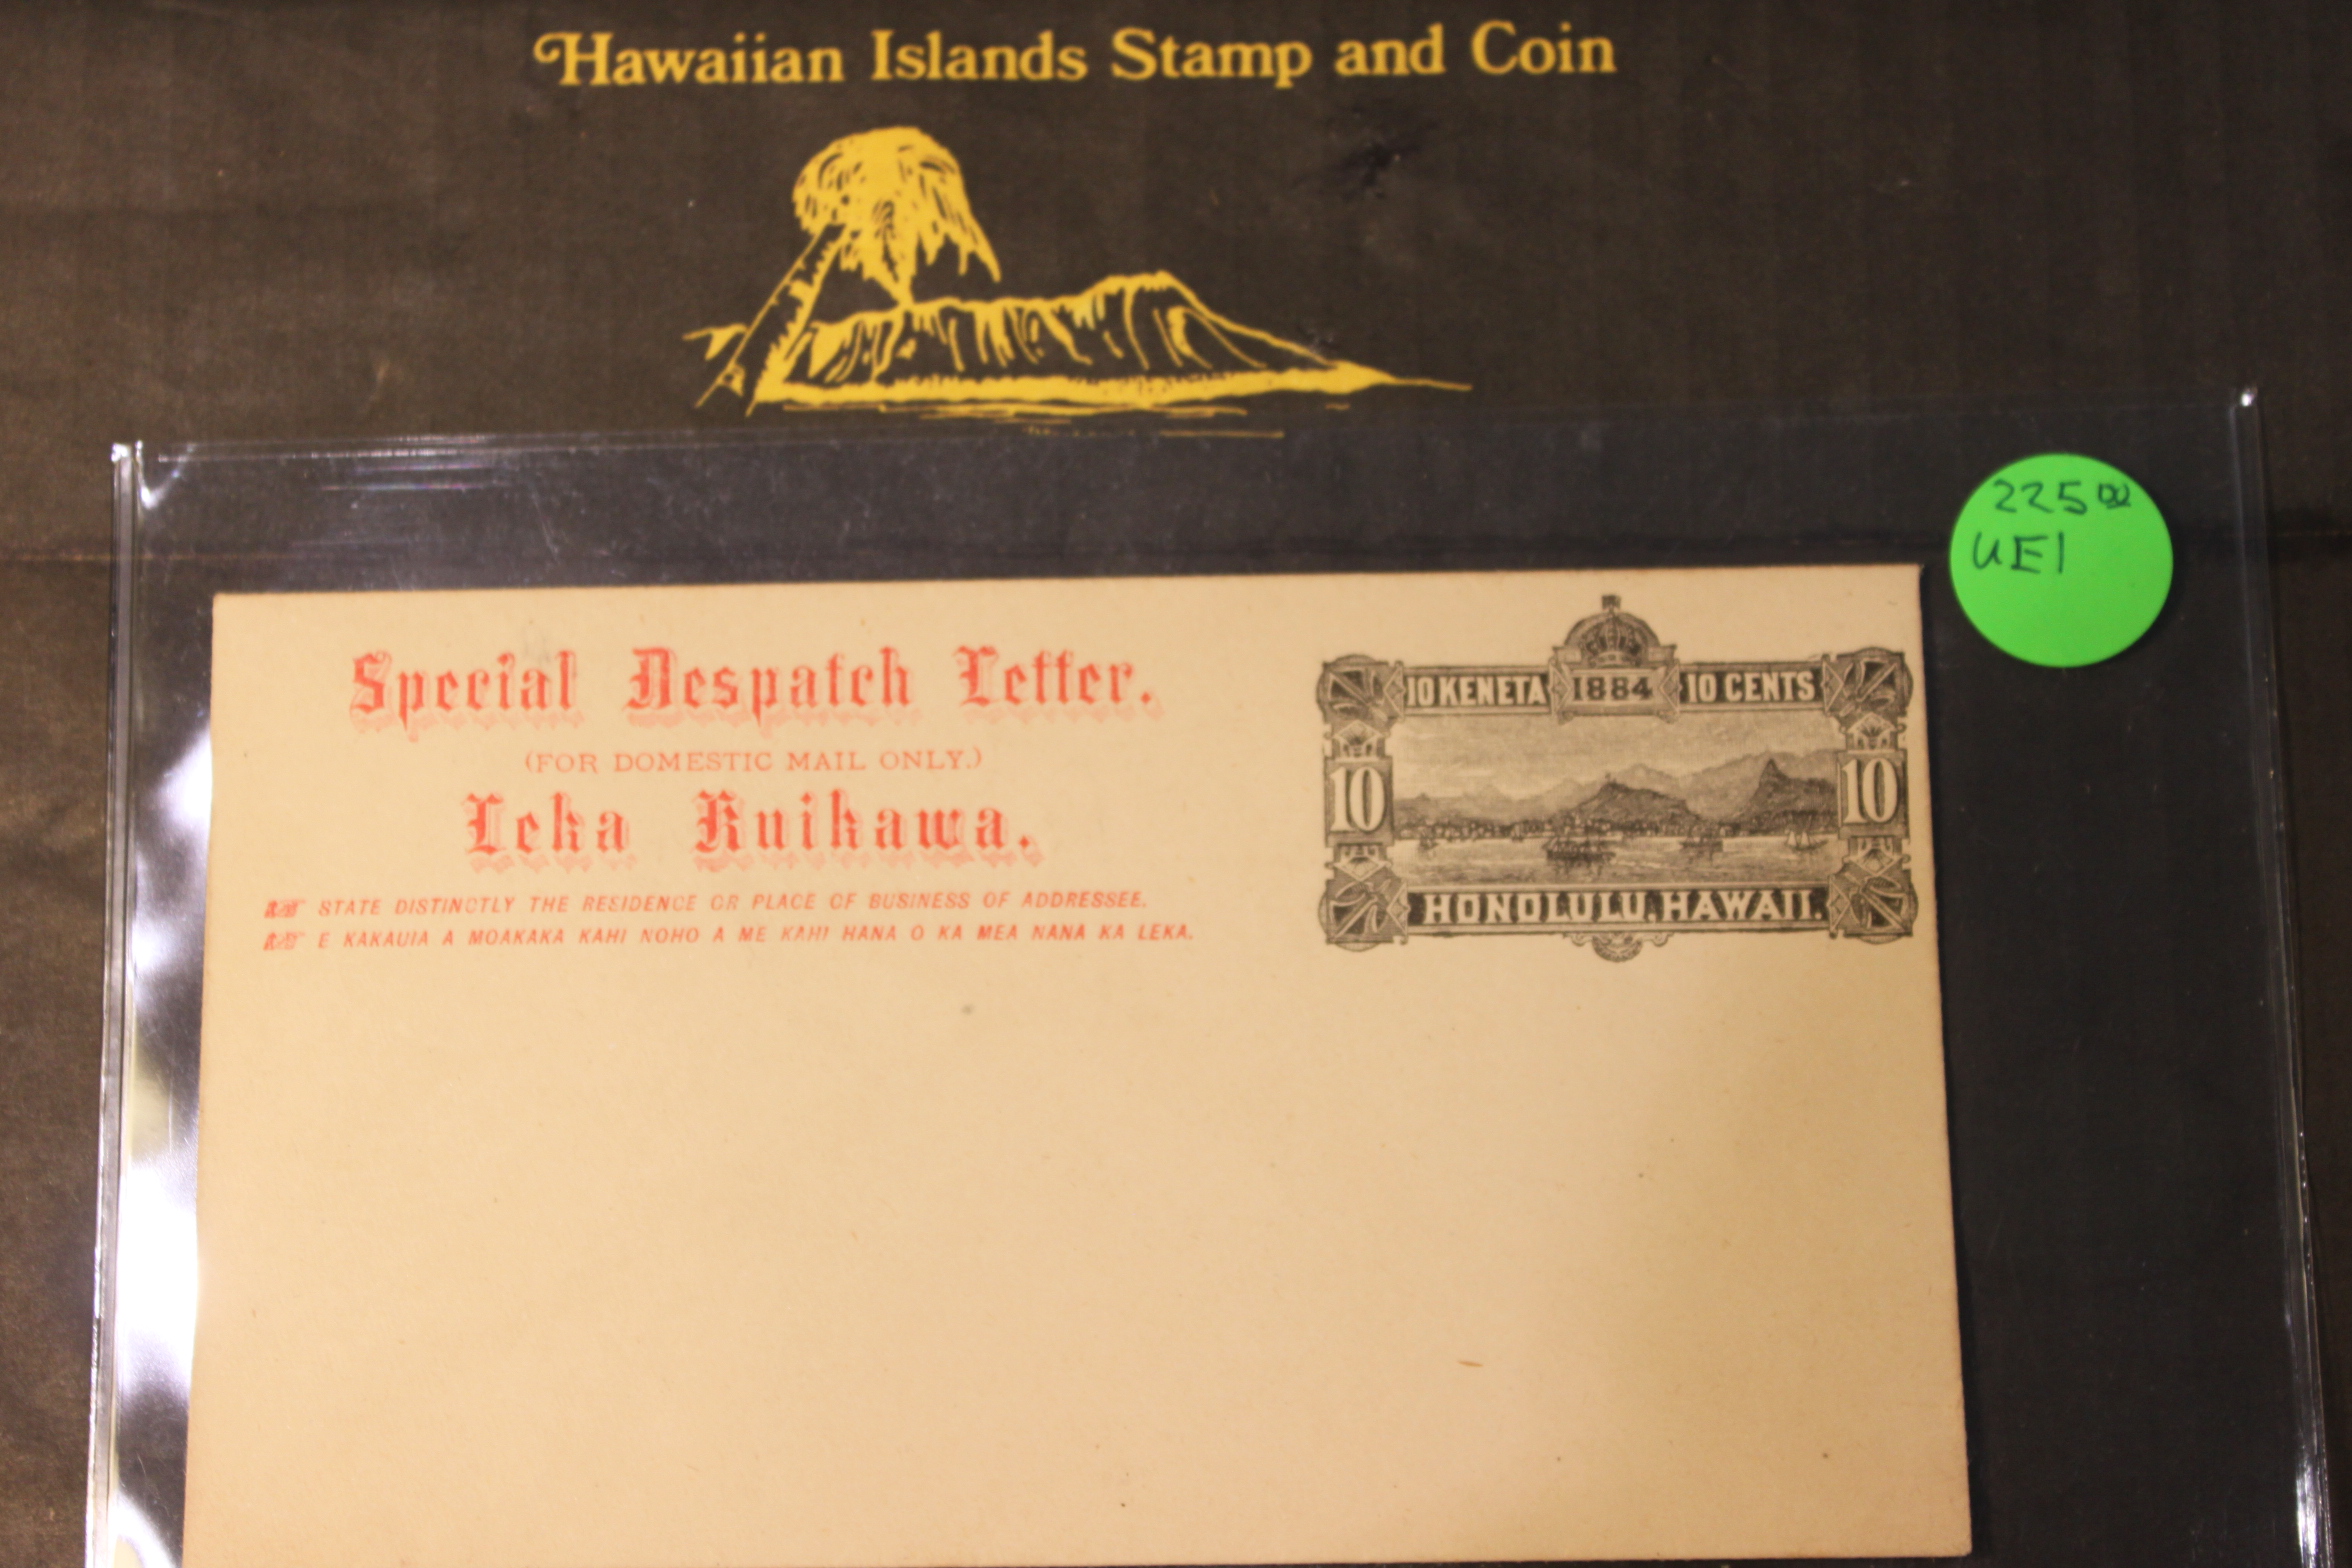 Hawaiian Islands Stamp and Coin
225 00
UE1
Special Despatch Letter.
(FOR DOMESTIC MAIL ONLY.)
Leka Kuikawa.
STATE DISTINCTLY THE RESIDENCE OR PLACE OF BUSINESS OF ADDRESSEE.
E KAKAUIA A MOAKAKA KAHI NOHO A ME KAHI HANA O KA MEA NANA KA LEKA.
10 KENETA 1884 10 CENTS
10 10
HONOLULU, HAWAII.